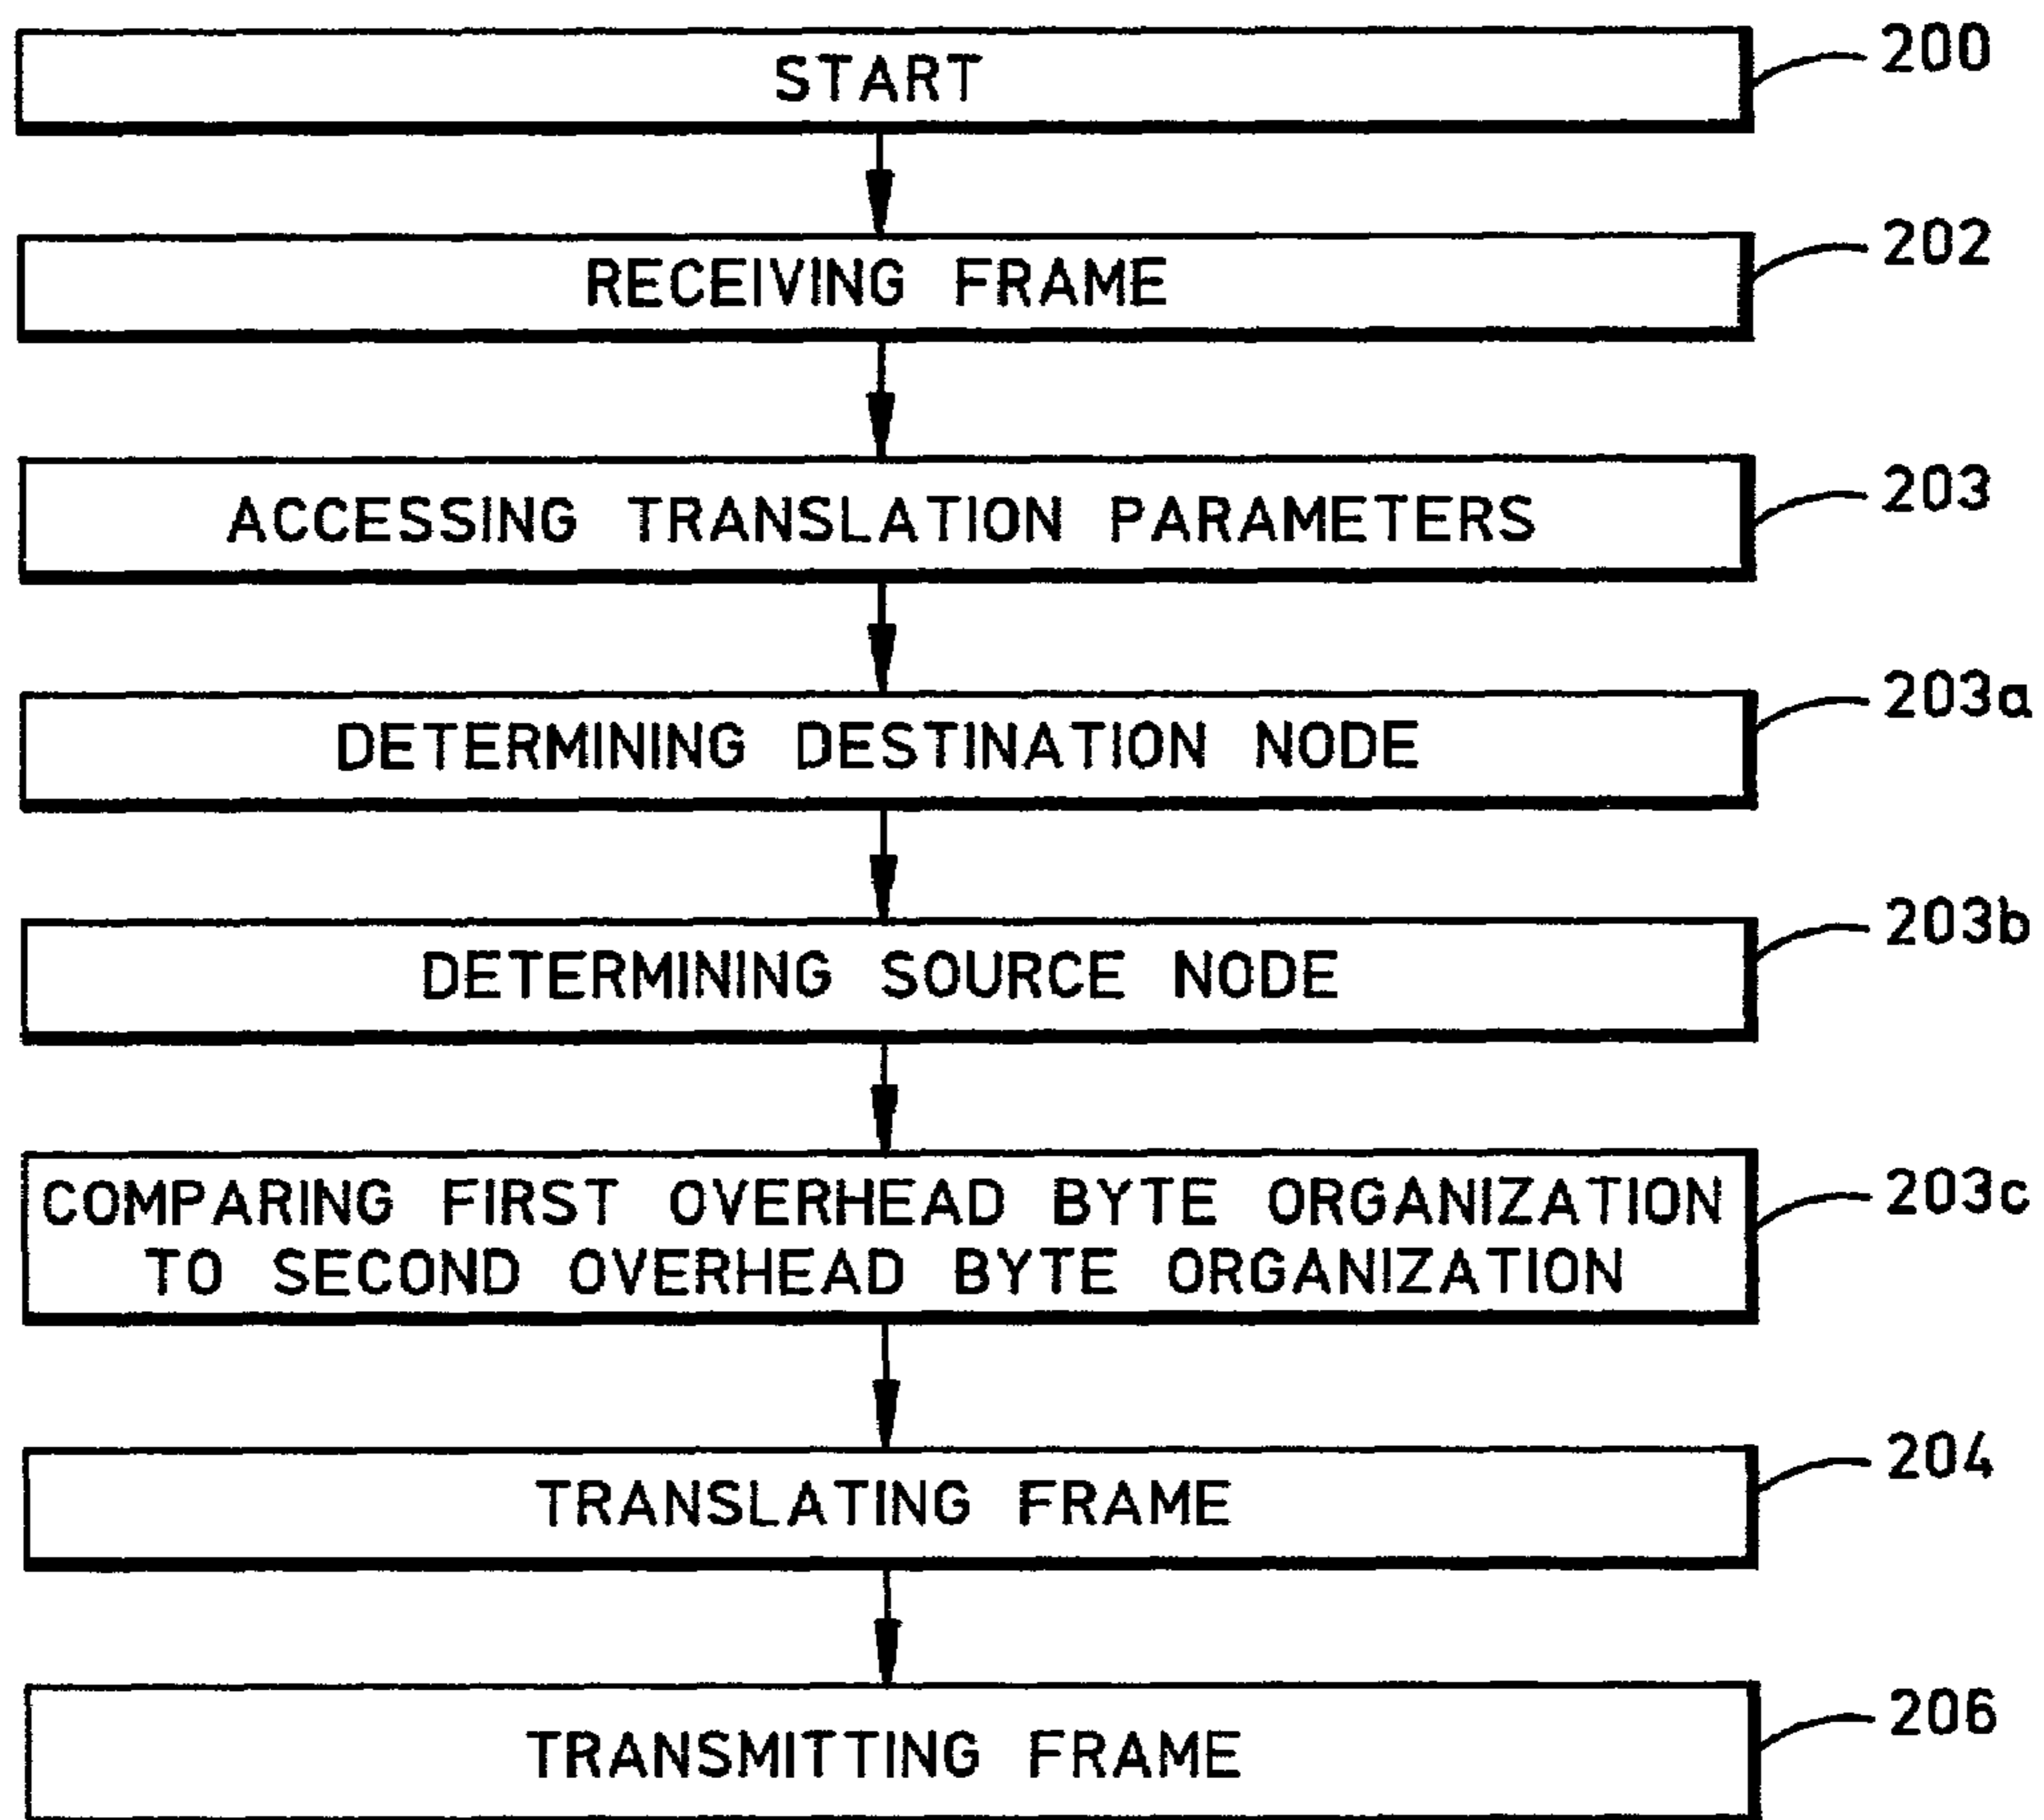 START
200
RECEIVING FRAME
202
ACCESSING TRANSLATION PARAMETERS
203
DETERMINING DESTINATION NODE
203a
DETERMINING SOURCE NODE
203b
COMPARING FIRST OVERHEAD BYTE ORGANIZATION
TO SECOND OVERHEAD BYTE ORGANIZATION
203c
TRANSLATING FRAME
204
TRANSMITTING FRAME
206